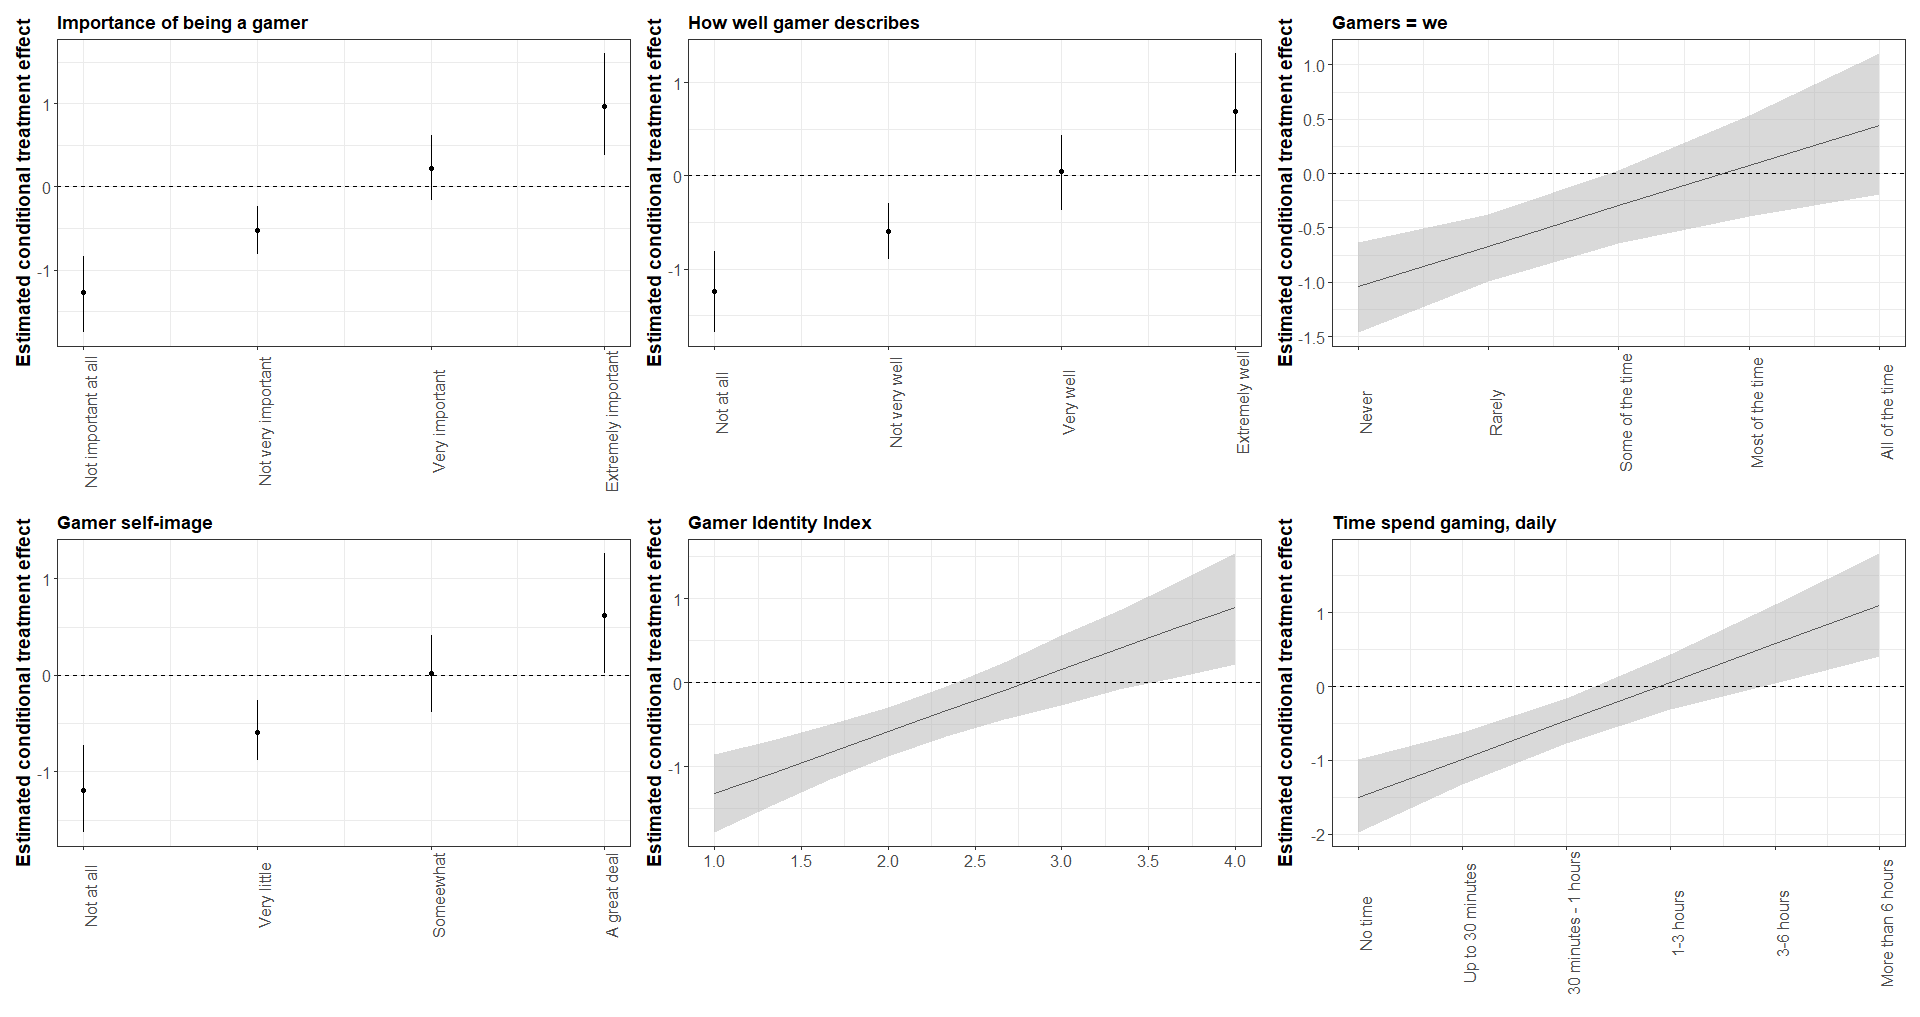 Importance of being a gamer
Estimated conditional treatment effect
1
0
-1
Not important at all
Not very important
Very important
Extremely important
How well gamer describes
Estimated conditional treatment effect
1
0
-1
Not at all
Not very well
Very well
Extremely well
Gamers = we
Estimated conditional treatment effect
1.0
0.5
0.0
-0.5
-1.0
-1.5
Never
Rarely
Some of the time
Most of the time
All of the time
Gamer self-image
Estimated conditional treatment effect
1
0
-1
Not at all
Very little
Somewhat
A great deal
Gamer Identity Index
Estimated conditional treatment effect
1
0
-1
1.0
1.5
2.0
2.5
3.0
3.5
4.0
Time spend gaming, daily
Estimated conditional treatment effect
1
0
-1
-2
No time
Up to 30 minutes
30 minutes - 1 hours
1-3 hours
3-6 hours
More than 6 hours